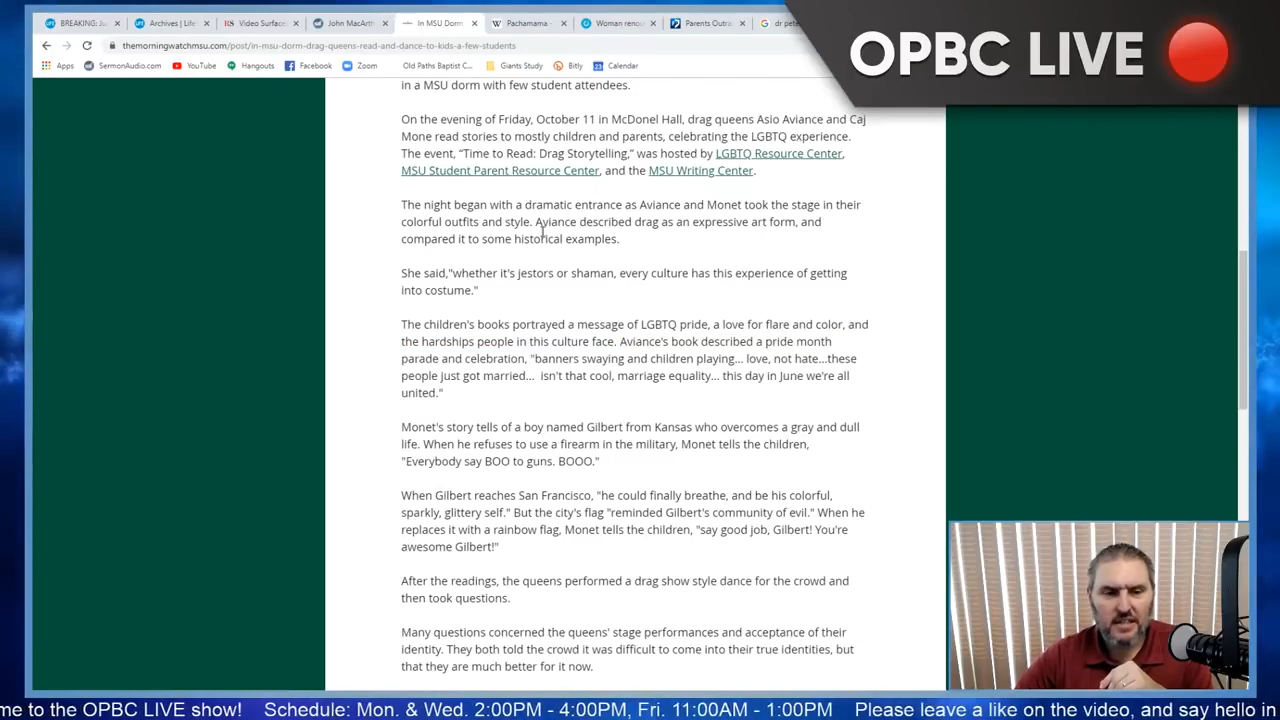 BREAKING: Ju
Archives | Life
Video Surface
John MacArth
In MSU Dorm
Pachamama -
Woman renou
Parents Outra
dr pete
OPBC LIVE
themorningwatchmsu.com/post/in-msu-dorm-drag-queens-read-and-dance-to-kids-a-few-students
Apps
SermonAudio.com
YouTube
Hangouts
Facebook
Zoom
Old Paths Baptist C...
Giants Study
Bitly
Calendar
in a MSU dorm with few student attendees.
On the evening of Friday, October 11 in McDonel Hall, drag queens Asio Aviance and Caj
Mone read stories to mostly children and parents, celebrating the LGBTQ experience.
The event, “Time to Read: Drag Storytelling,” was hosted by LGBTQ Resource Center,
MSU Student Parent Resource Center, and the MSU Writing Center.
The night began with a dramatic entrance as Aviance and Monet took the stage in their
colorful outfits and style. Aviance described drag as an expressive art form, and
compared it to some historical examples.
She said,"whether it's jestors or shaman, every culture has this experience of getting
into costume."
The children's books portrayed a message of LGBTQ pride, a love for flare and color, and
the hardships people in this culture face. Aviance's book described a pride month
parade and celebration, "banners swaying and children playing... love, not hate...these
people just got married... isn't that cool, marriage equality... this day in June we're all
united."
Monet's story tells of a boy named Gilbert from Kansas who overcomes a gray and dull
life. When he refuses to use a firearm in the military, Monet tells the children,
"Everybody say BOO to guns. BOOO."
When Gilbert reaches San Francisco, "he could finally breathe, and be his colorful,
sparkly, glittery self." But the city's flag "reminded Gilbert's community of evil." When he
replaces it with a rainbow flag, Monet tells the children, "say good job, Gilbert! You're
awesome Gilbert!"
After the readings, the queens performed a drag show style dance for the crowd and
then took questions.
Many questions concerned the queens' stage performances and acceptance of their
identity. They both told the crowd it was difficult to come into their true identities, but
that they are much better for it now.
me to the OPBC LIVE show! Schedule: Mon. & Wed. 2:00PM - 4:00PM, Fri. 11:00AM - 1:00PM Please leave a like on the video, and say hello in